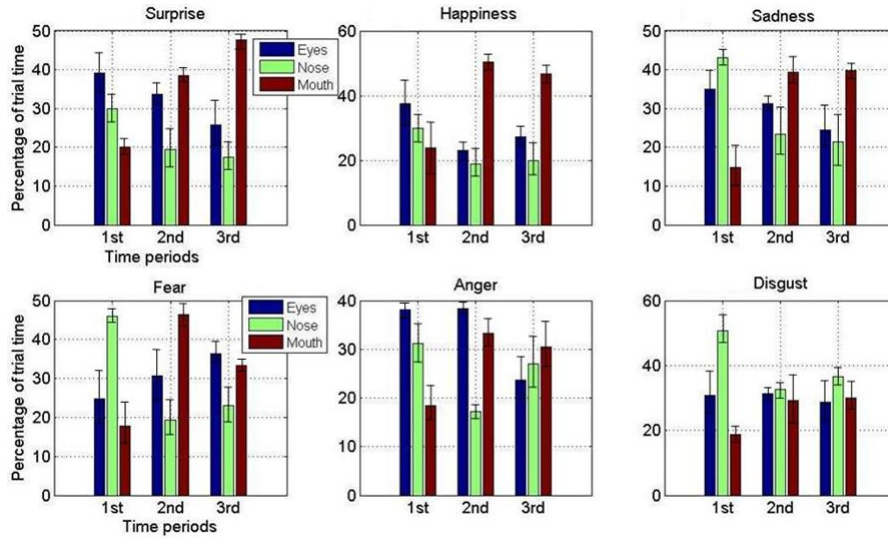 Surprise
Percentage of trial time
50
40
30
20
10
0
1st 2nd 3rd
Time periods
Eyes
Nose
Mouth
Happiness
60
40
20
0
1st 2nd 3rd
Sadness
50
40
30
20
10
0
1st 2nd 3rd
Fear
Percentage of trial time
50
40
30
20
10
0
1st 2nd 3rd
Time periods
Eyes
Nose
Mouth
Anger
40
30
20
10
0
1st 2nd 3rd
Disgust
60
40
20
0
1st 2nd 3rd